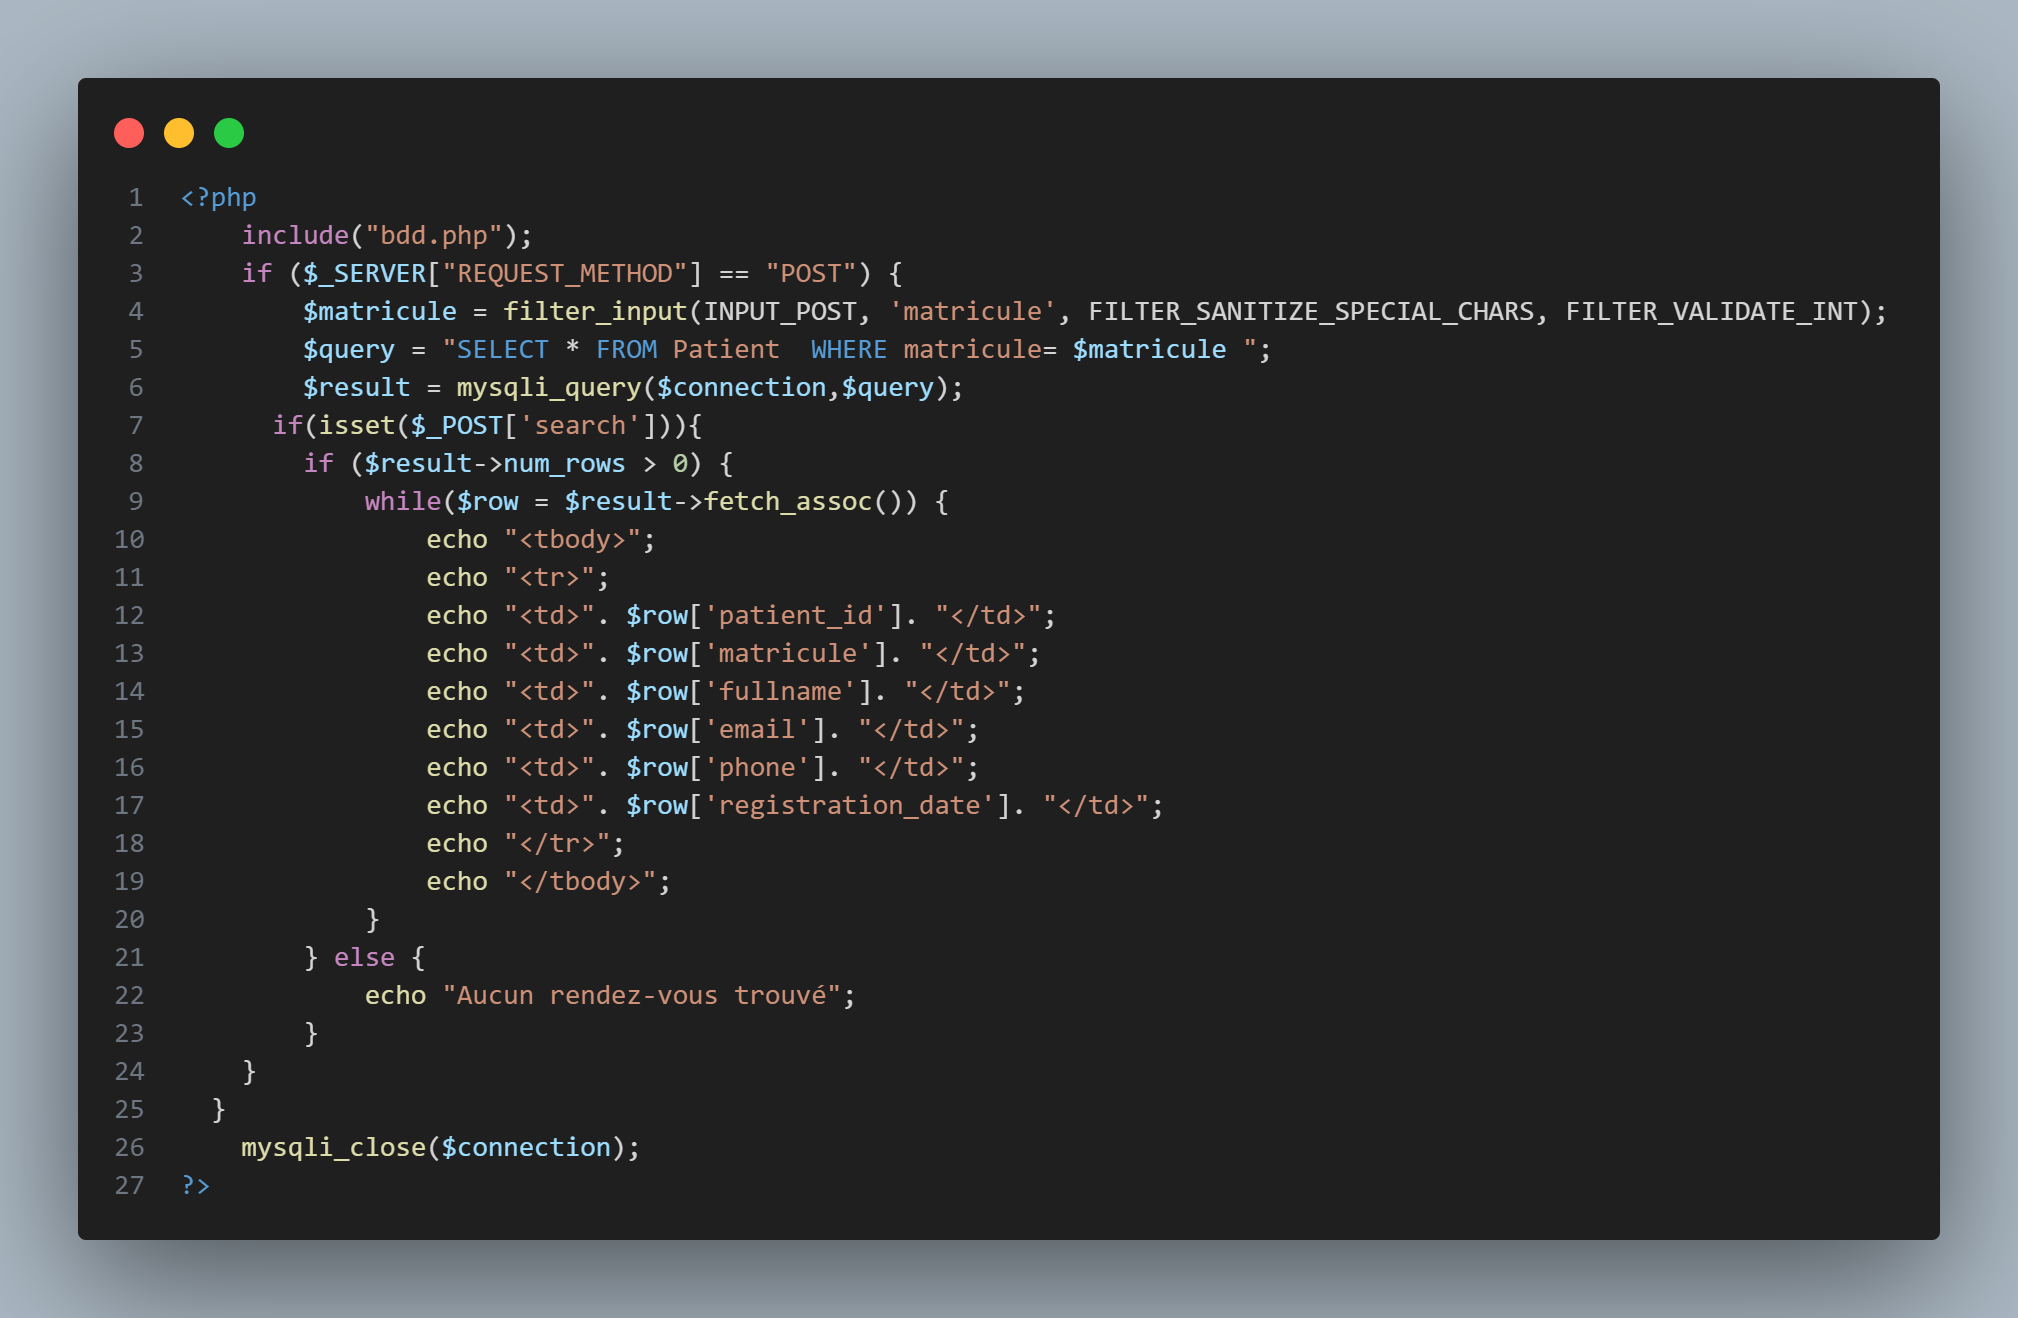 1 <?php
2     include("bdd.php");
3     if ($_SERVER["REQUEST_METHOD"] == "POST") {
4         $matricule = filter_input(INPUT_POST, 'matricule', FILTER_SANITIZE_SPECIAL_CHARS, FILTER_VALIDATE_INT);
5         $query = "SELECT * FROM Patient  WHERE matricule= $matricule ";
6         $result = mysqli_query($connection,$query);
7       if(isset($_POST['search'])){
8         if ($result->num_rows > 0) {
9             while($row = $result->fetch_assoc()) {
10                 echo "<tbody>";
11                 echo "<tr>";
12                 echo "<td>". $row['patient_id']. "</td>";
13                 echo "<td>". $row['matricule']. "</td>";
14                 echo "<td>". $row['fullname']. "</td>";
15                 echo "<td>". $row['email']. "</td>";
16                 echo "<td>". $row['phone']. "</td>";
17                 echo "<td>". $row['registration_date']. "</td>";
18                 echo "</tr>";
19                 echo "</tbody>";
20             }
21         } else {
22             echo "Aucun rendez-vous trouvé";
23         }
24     }
25   }
26     mysqli_close($connection);
27 ?>